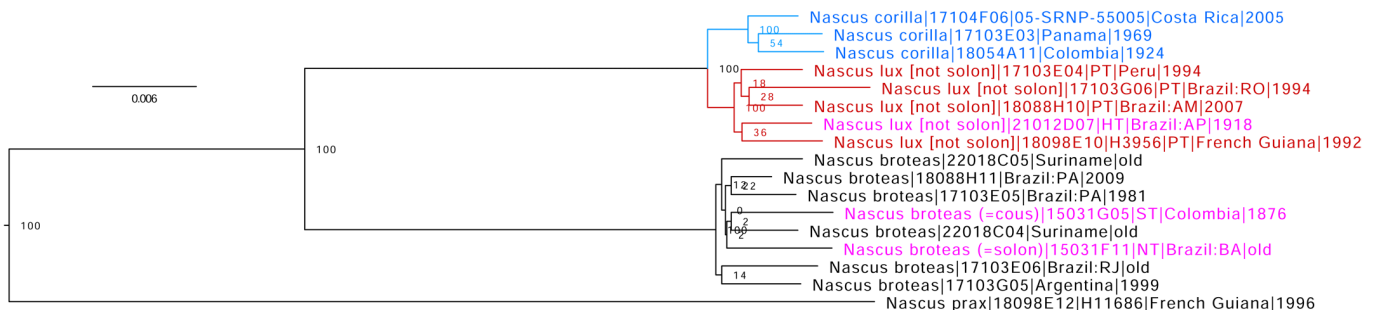 Nascus corilla|17104F06|05-SRNP-55005|Costa Rica|2005
100
Nascus corilla|17103E03|Panama|1969
54
Nascus corilla|18054A11|Colombia|1924
100
Nascus lux [not solon]|17103E04|PT|Peru|1994
18
Nascus lux [not solon]|17103G06|PT|Brazil:RO|1994
28
0.006
100
Nascus lux [not solon]|18088H10|PT|Brazil:AM|2007
Nascus lux [not solon]|21012D07|HT|Brazil:AP|1918
36
Nascus lux [not solon]|18098E10|H3956|PT|French Guiana|1992
100
Nascus broteas|22018C05|Suriname|old
Nascus broteas|18088H11|Brazil:PA|2009
12
22
Nascus broteas|17103E05|Brazil:PA|1981
0
Nascus broteas (=cous)|15031G05|ST|Colombia|1876
2
100
100
Nascus broteas|22018C04|Suriname|old
2
Nascus broteas (=solon)|15031F11|NT|Brazil:BA|old
Nascus broteas|17103E06|Brazil:RJ|old
14
Nascus broteas|17103G05|Argentina|1999
Nascus prax|18098E12|H11686|French Guiana|1996